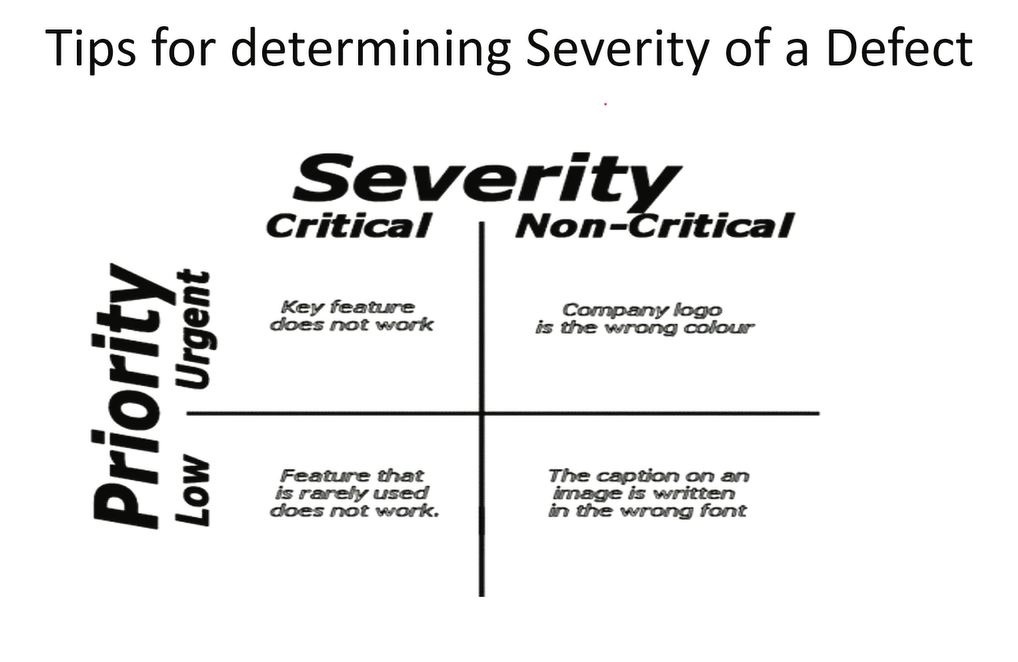 Tips for determining Severity of a Defect
Severity
Critical
Non-Critical
Priority
Urgent
Key feature
does not work
Company logo
is the wrong colour
Low
Feature that
is rarely used
does not work.
The caption on an
image is written
in the wrong font